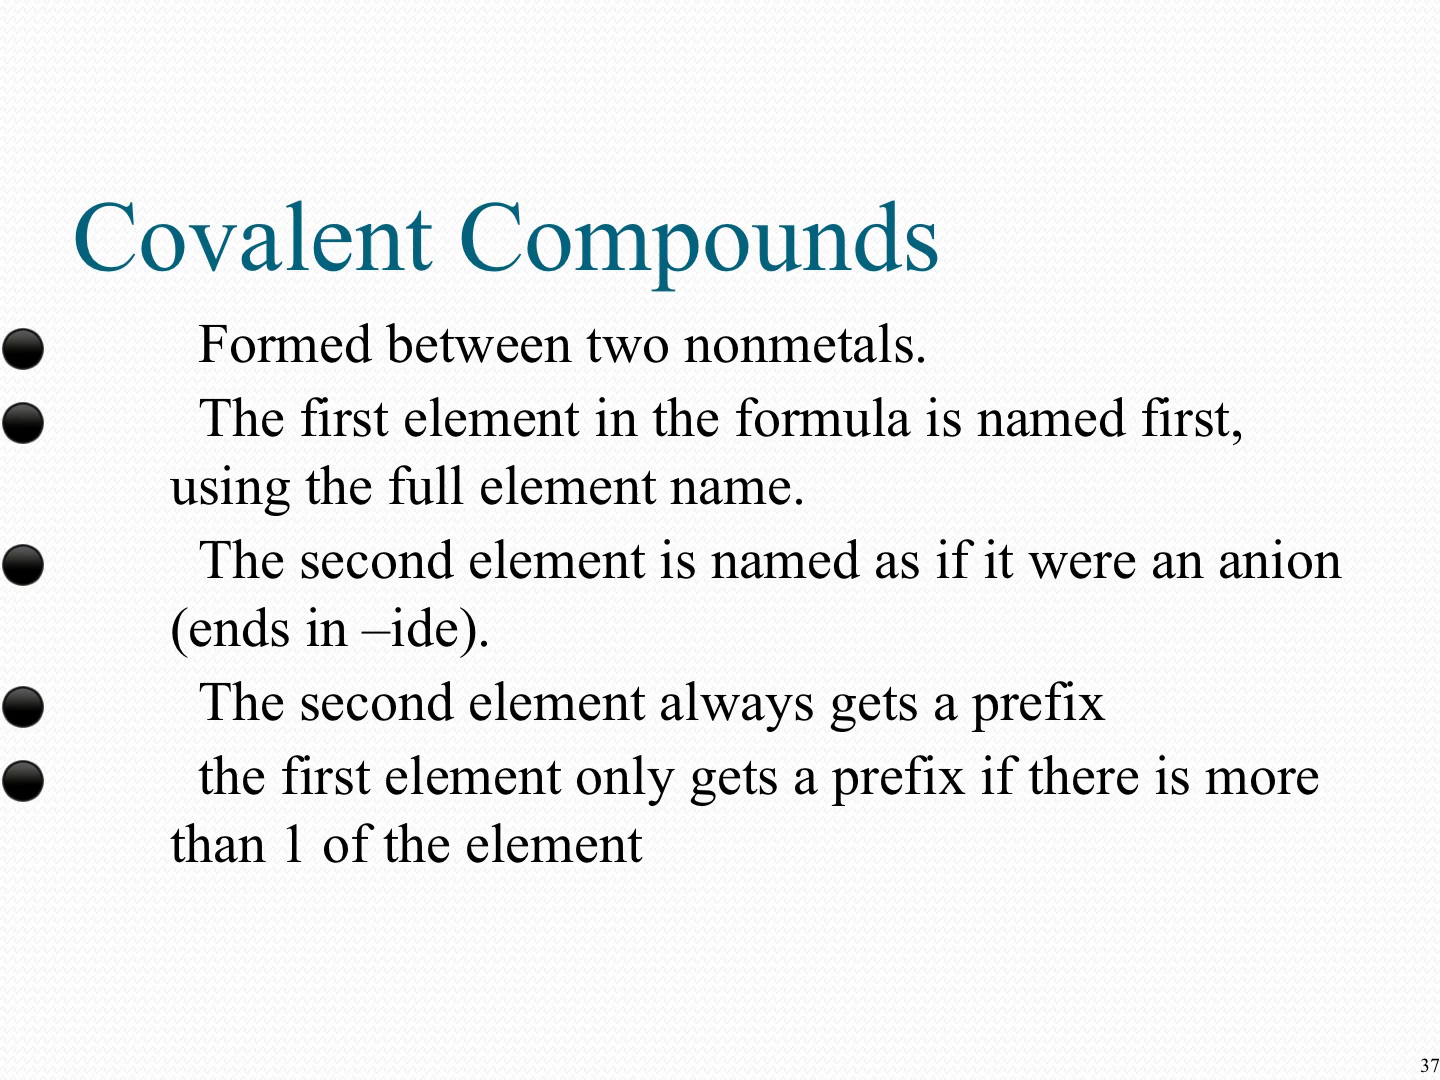 Covalent Compounds
Formed between two nonmetals.
The first element in the formula is named first,
using the full element name.
The second element is named as if it were an anion
(ends in –ide).
The second element always gets a prefix
the first element only gets a prefix if there is more
than 1 of the element
37